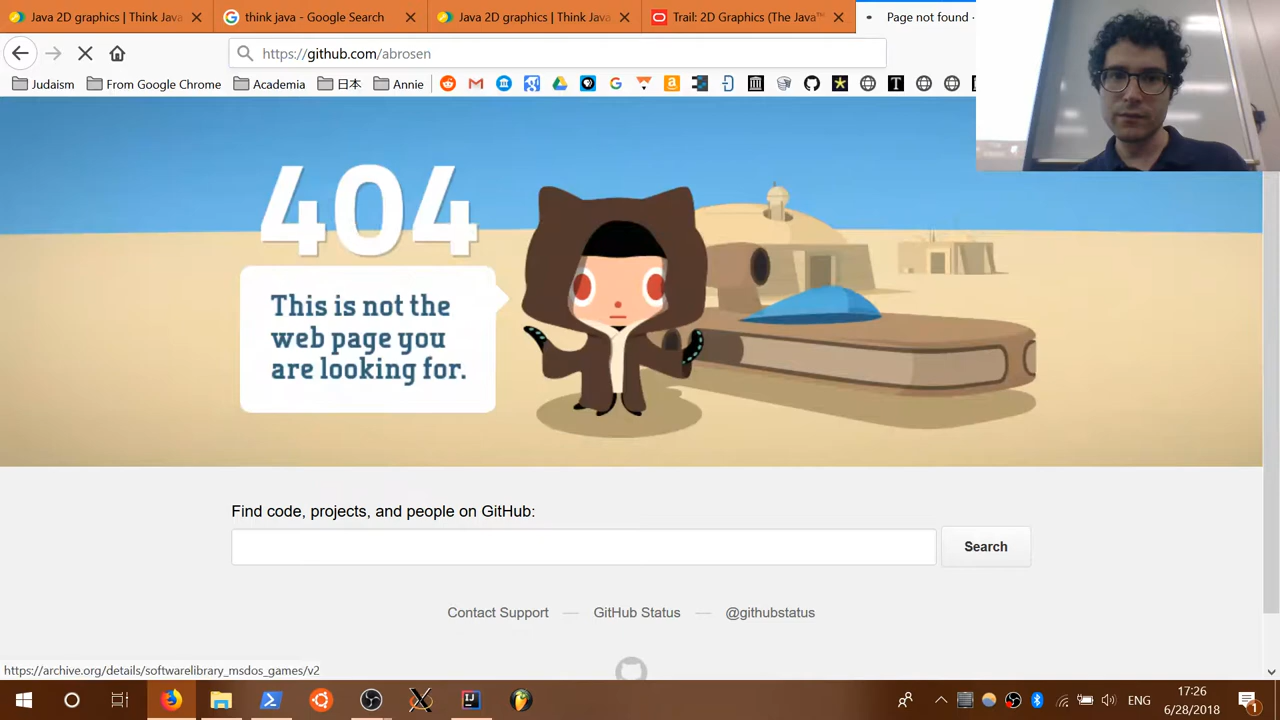 Java 2D graphics | Think Java
think java - Google Search
Java 2D graphics | Think Java
Trail: 2D Graphics (The Java™
Page not found ·
https://github.com/abrosen
Judaism
From Google Chrome
Academia
日本
Annie
404
This is not the
web page you
are looking for.
Find code, projects, and people on GitHub:
Search
Contact Support — GitHub Status — @githubstatus
https://archive.org/details/softwarelibrary_msdos_games/v2
ENG
17:26
6/28/2018
1